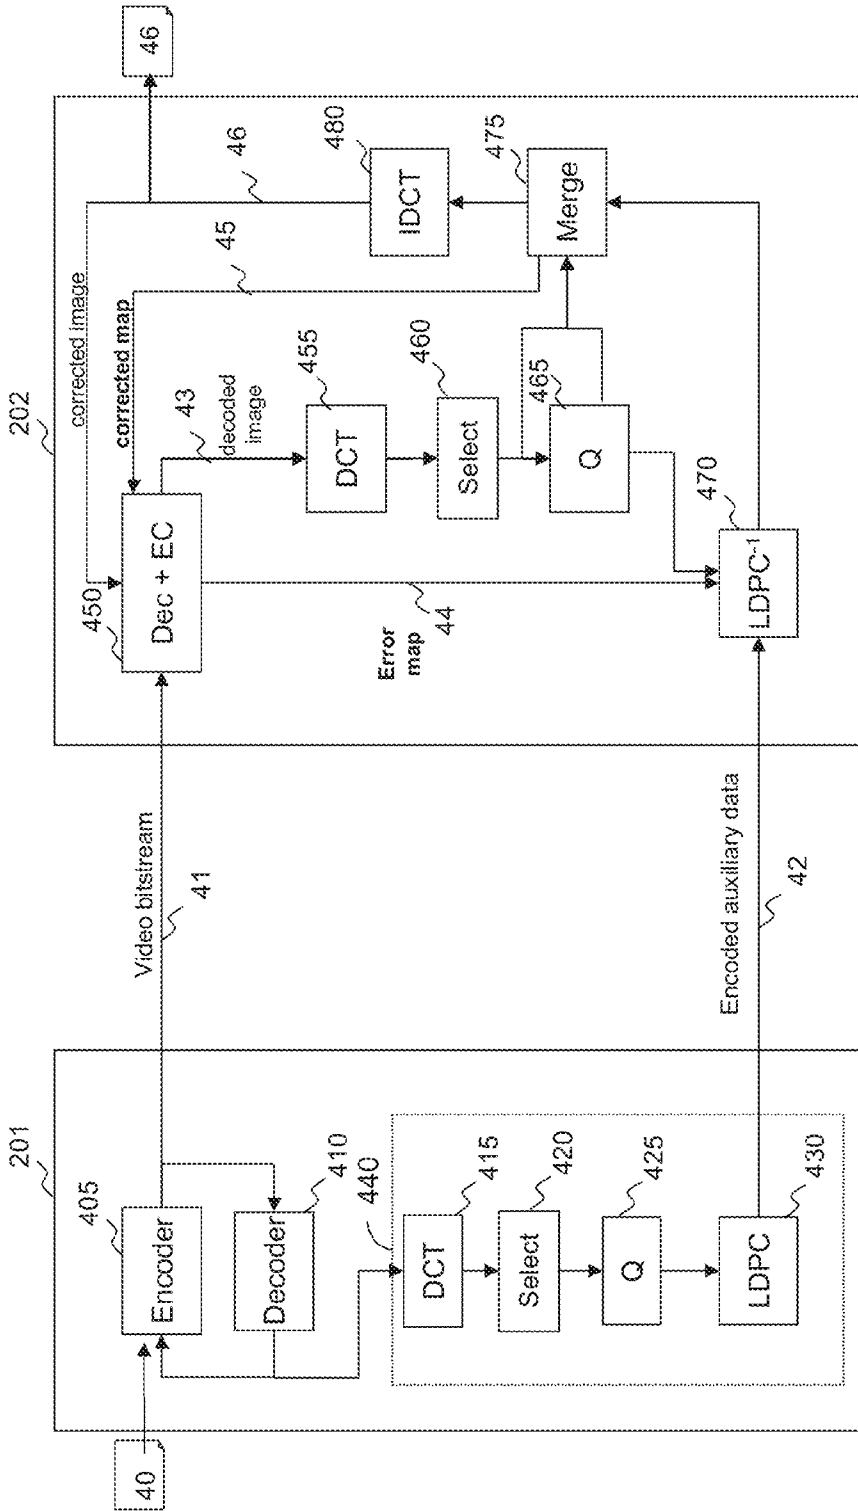 201
202
40
405
Encoder
410
Decoder
440
415
DCT
420
Select
425
Q
430
LDPC
Video bitstream
41
Encoded auxiliary data
42
450
Dec + EC
corrected image
corrected map
43
decoded
image
45
46
46
Error
map
44
455
DCT
460
Select
465
Q
470
LDPC⁻¹
475
Merge
480
IDCT